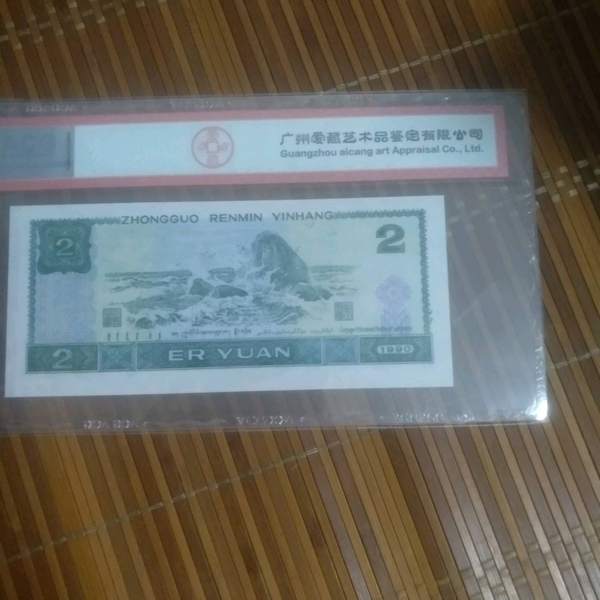 广州爱藏艺术品鉴定有限公司
Guangzhou aicang art Appraisal Co., Ltd.
ZHONGGUO RENMIN YINHANG
2
2
2
ER YUAN
1990